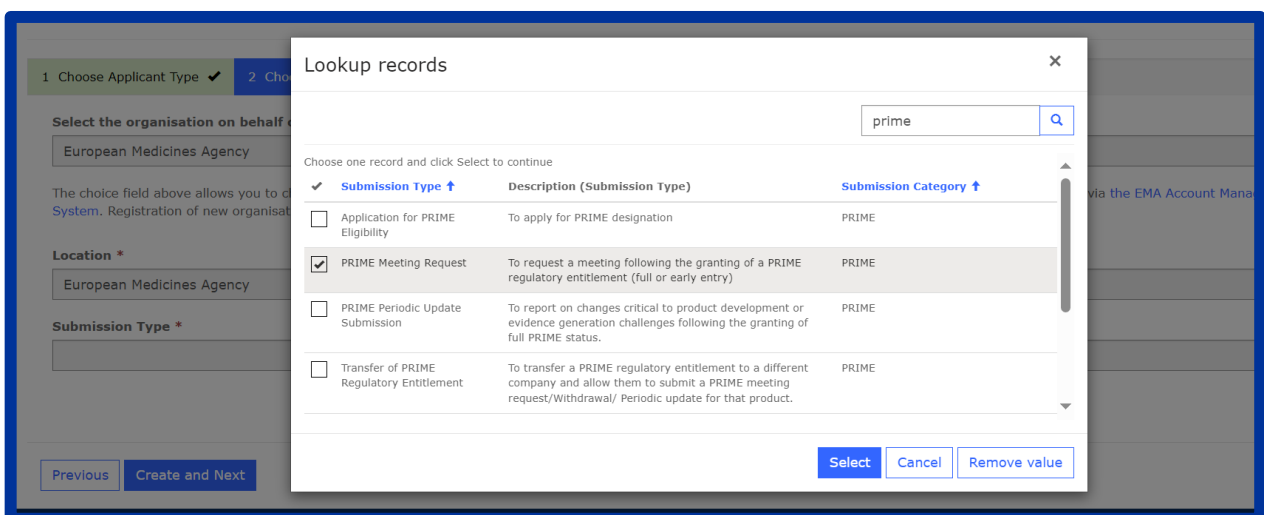 Lookup records
×
1 Choose Applicant Type ✔
2 Cho
prime
Select the organisation on behalf
European Medicines Agency
Choose one record and click Select to continue
✔ Submission Type ↑ Description (Submission Type) Submission Category ↑
The choice field above allows you to
via the EMA Account Mana
System. Registration of new organisat
Application for PRIME To apply for PRIME designation PRIME
Eligibility
Location *
European Medicines Agency
PRIME Meeting Request To request a meeting following the granting of a PRIME PRIME
regulatory entitlement (full or early entry)
Submission Type *
PRIME Periodic Update To report on changes critical to product development or PRIME
Submission evidence generation challenges following the granting of
full PRIME status.
Transfer of PRIME To transfer a PRIME regulatory entitlement to a different PRIME
Regulatory Entitlement company and allow them to submit a PRIME meeting
request/Withdrawal/ Periodic update for that product.
Select Cancel Remove value
Previous Create and Next